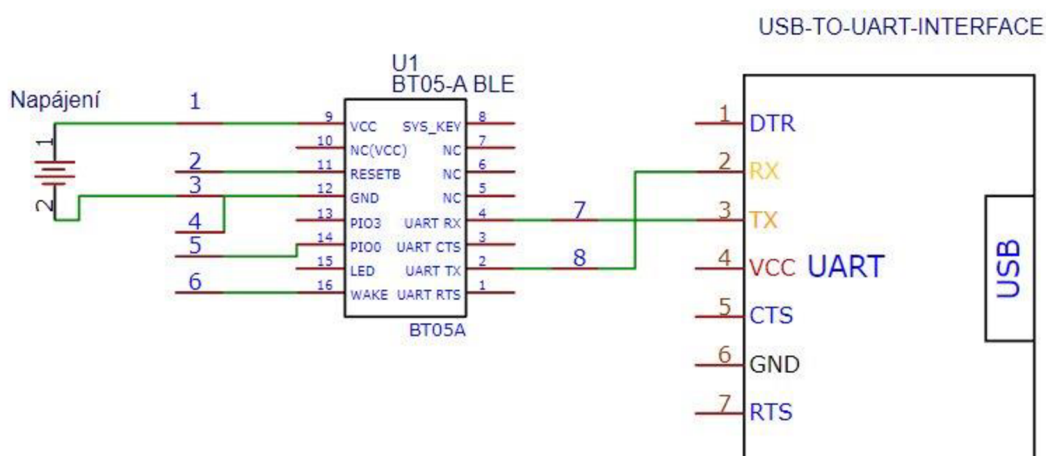 USB-TO-UART-INTERFACE
U1
BT05-A BLE
Napájení
1
2
1
2
3
4
5
6
9 VCC SYS_KEY 8
10 NC(VCC) NC 7
11 RESETB NC 6
12 GND NC 5
13 PIO3 UART RX 4
14 PIO0 UART CTS 3
15 LED UART TX 2
16 WAKE UART RTS 1
BT05A
7
8
1 DTR
2 RX
3 TX
4 VCC UART
5 CTS
6 GND
7 RTS
USB